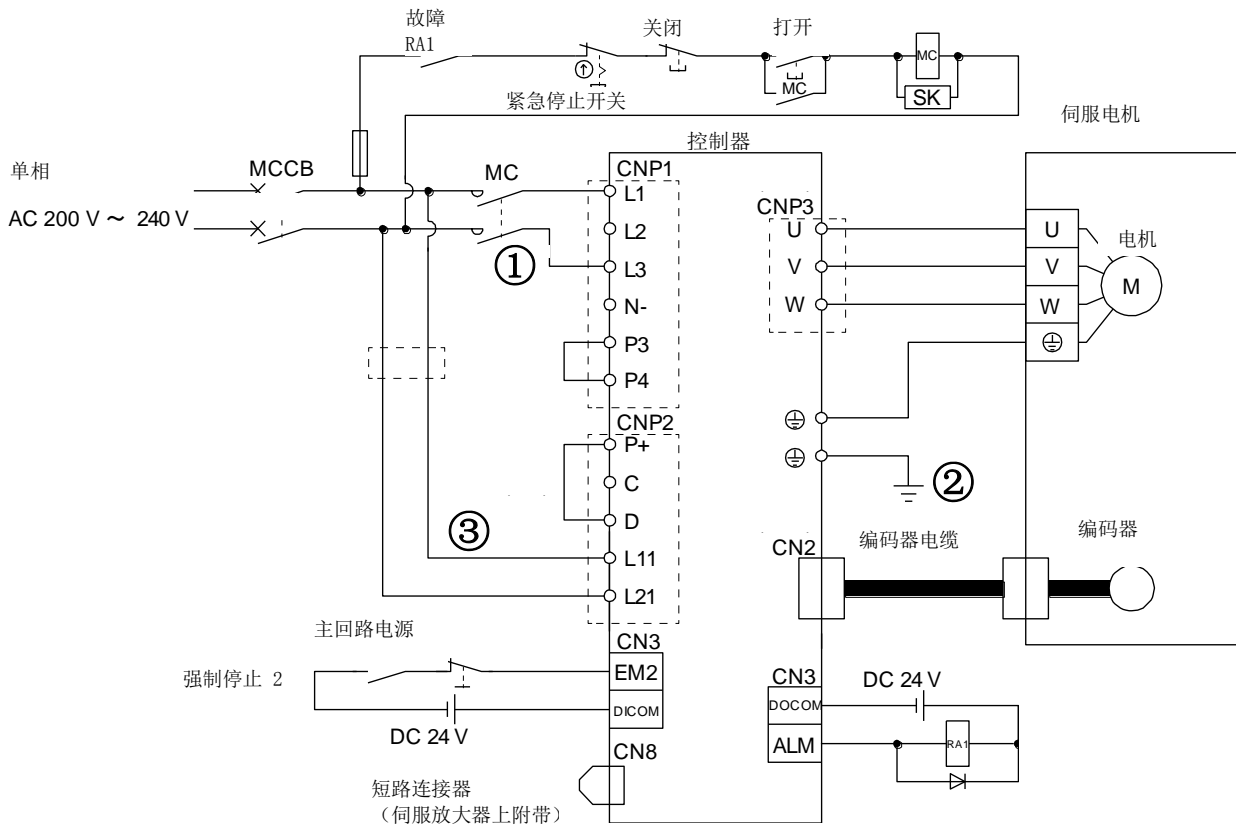 故障
RA1
关闭
打开
MC
MC
SK
紧急停止开关
伺服电机
控制器
单相
MCCB
MC
CNP1
AC 200 V ～ 240 V
L1
L2
L3
N-
P3
P4
①
CNP3
U
V
W
U
V
W
电机
M
CNP2
P+
C
D
L11
L21
②
③
CN2
编码器电缆
编码器
主回路电源
强制停止 2
CN3
EM2
DICOM
DC 24 V
CN3
DOCOM
ALM
DC 24 V
RA1
CN8
短路连接器
（伺服放大器上附带）